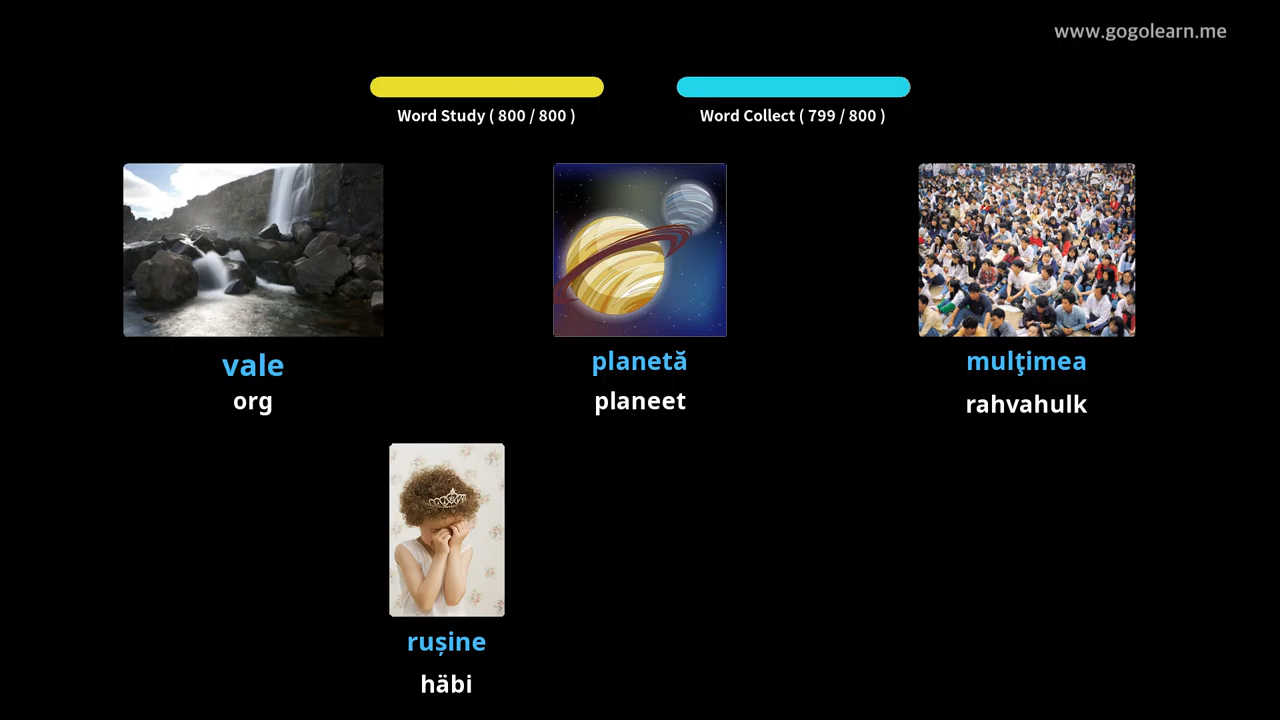 www.gogolearn.me
Word Study ( 800 / 800 )
Word Collect ( 799 / 800 )
vale
org
planetă
planeet
mulţimea
rahvahulk
rușine
häbi